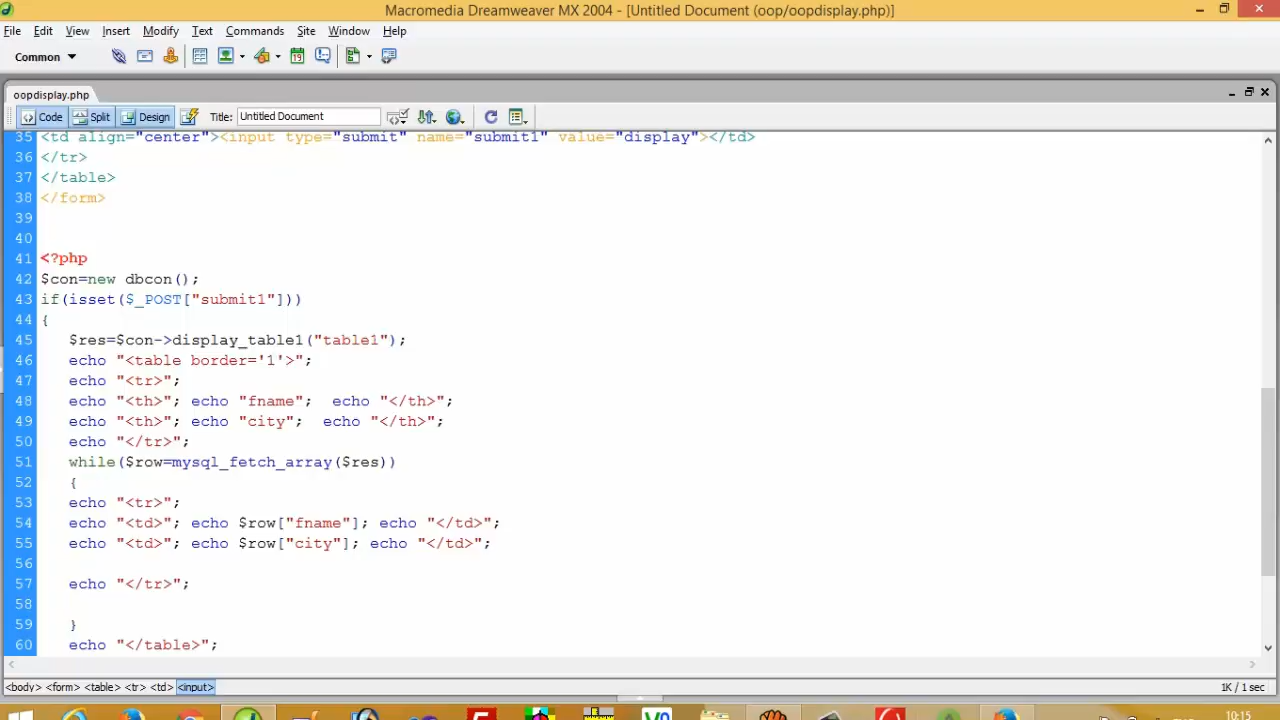 Macromedia Dreamweaver MX 2004 - [Untitled Document (oop/oopdisplay.php)]
File Edit View Insert Modify Text Commands Site Window Help
Common
oopdisplay.php
Code Split Design Title: Untitled Document
35 <td align="center"><input type="submit" name="submit1" value="display"></td>
36 </tr>
37 </table>
38 </form>
39
40
41 <?php
42 $con=new dbcon();
43 if(isset($_POST["submit1"]))
44 {
45 $res=$con->display_table1("table1");
46 echo "<table border='1'>";
47 echo "<tr>";
48 echo "<th>"; echo "fname"; echo "</th>";
49 echo "<th>"; echo "city"; echo "</th>";
50 echo "</tr>";
51 while($row=mysql_fetch_array($res))
52 {
53 echo "<tr>";
54 echo "<td>"; echo $row["fname"]; echo "</td>";
55 echo "<td>"; echo $row["city"]; echo "</td>";
56
57 echo "</tr>";
58
59 }
60 echo "</table>";
<body> <form> <table> <tr> <td> <input> 1K / 1 sec
10:15